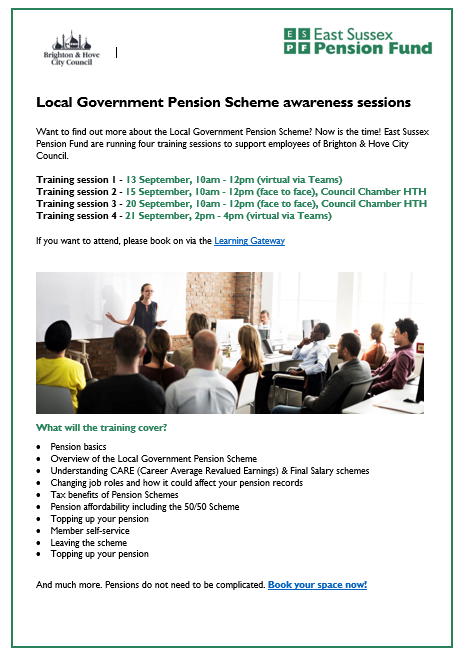 Brighton & Hove
City Council
ES
PF
East Sussex
Pension Fund
Local Government Pension Scheme awareness sessions
Want to find out more about the Local Government Pension Scheme? Now is the time! East Sussex
Pension Fund are running four training sessions to support employees of Brighton & Hove City
Council.
Training session 1 - 13 September, 10am - 12pm (virtual via Teams)
Training session 2 - 15 September, 10am - 12pm (face to face), Council Chamber HTH
Training session 3 - 20 September, 10am - 12pm (face to face), Council Chamber HTH
Training session 4 - 21 September, 2pm - 4pm (virtual via Teams)
If you want to attend, please book on via the Learning Gateway
What will the training cover?
• Pension basics
• Overview of the Local Government Pension Scheme
• Understanding CARE (Career Average Revalued Earnings) & Final Salary schemes
• Changing job roles and how it could affect your pension records
• Tax benefits of Pension Schemes
• Pension affordability including the 50/50 Scheme
• Topping up your pension
• Member self-service
• Leaving the scheme
• Topping up your pension
And much more. Pensions do not need to be complicated. Book your space now!